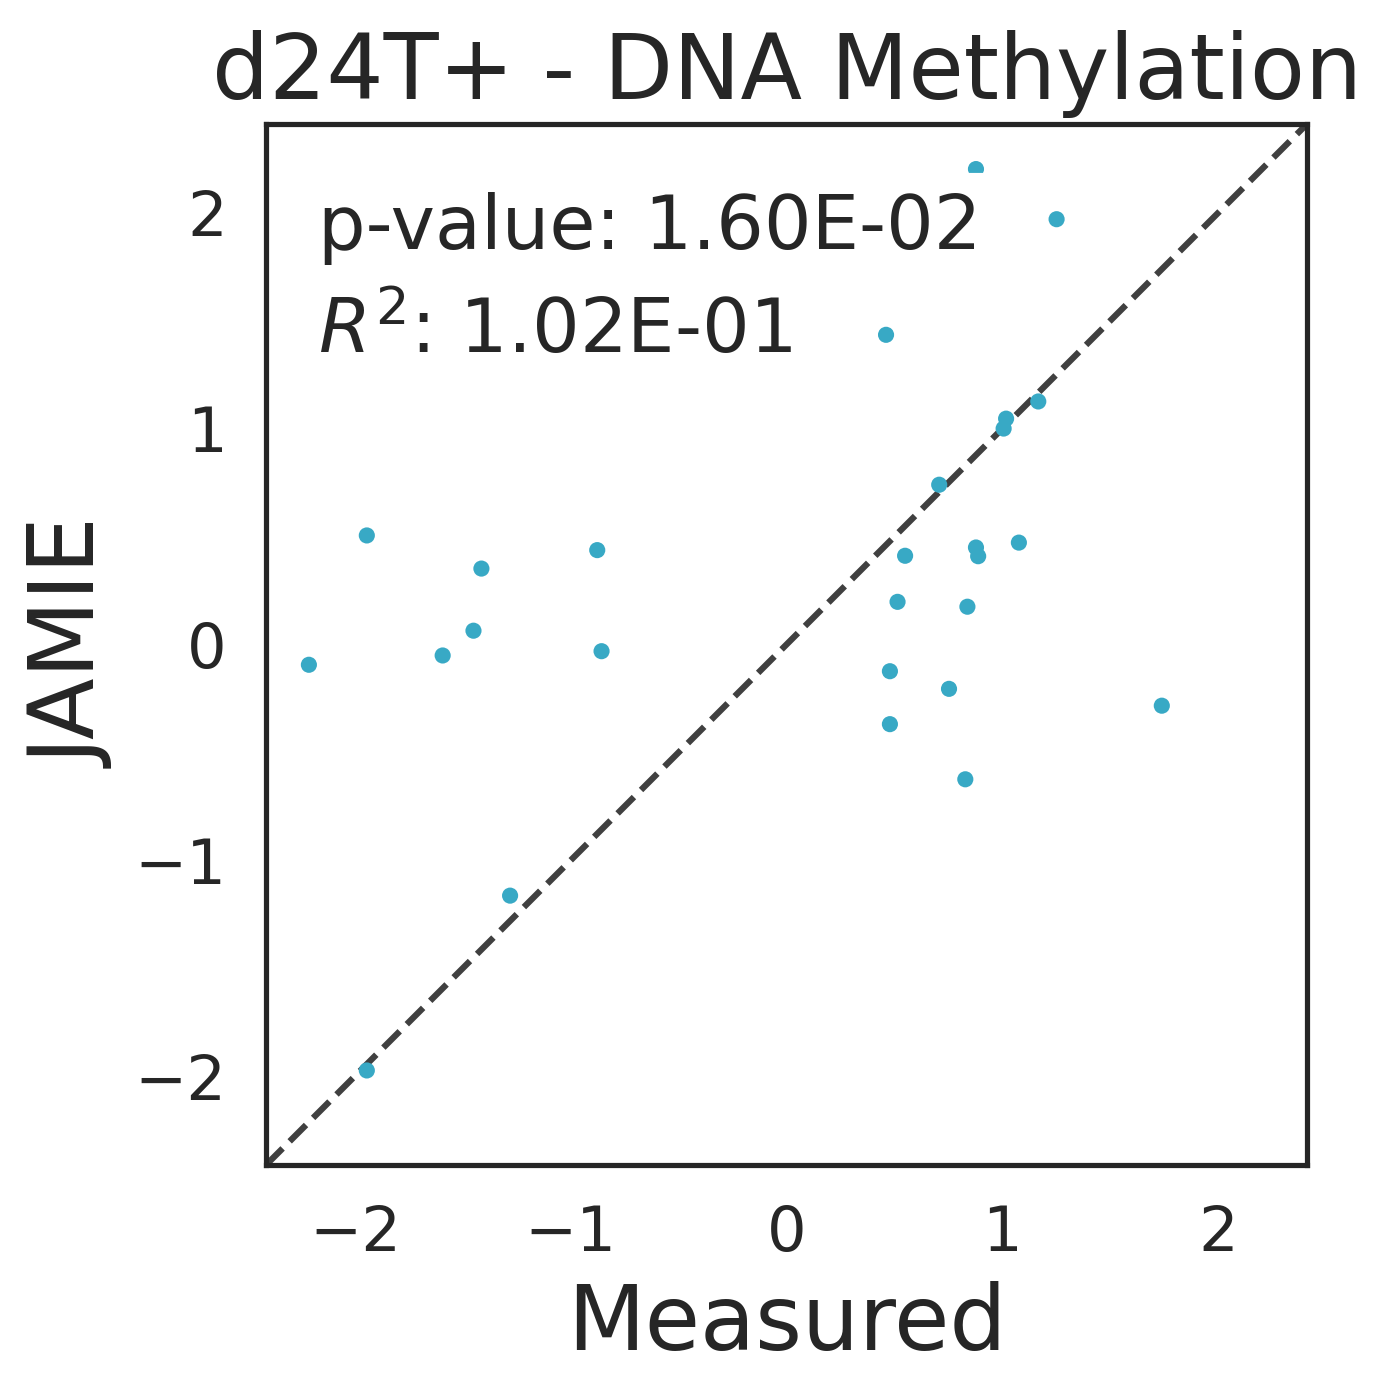 d24T+ - DNA Methylation
p-value: 1.60E-02
R²: 1.02E-01
2
1
0
−1
−2
JAMIE
−2 −1 0 1 2
Measured